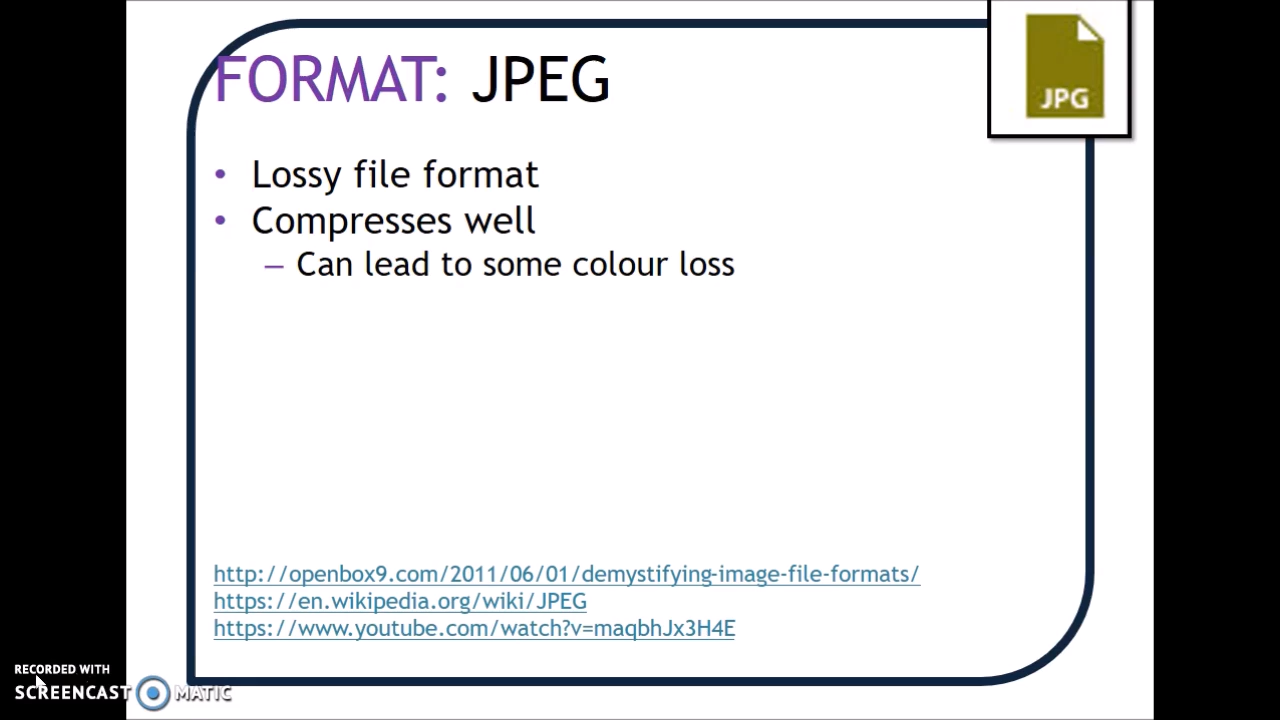 FORMAT: JPEG
JPG
• Lossy file format
• Compresses well
– Can lead to some colour loss
http://openbox9.com/2011/06/01/demystifying-image-file-formats/
https://en.wikipedia.org/wiki/JPEG
https://www.youtube.com/watch?v=maqbhJx3H4E
RECORDED WITH
SCREENCAST MATIC